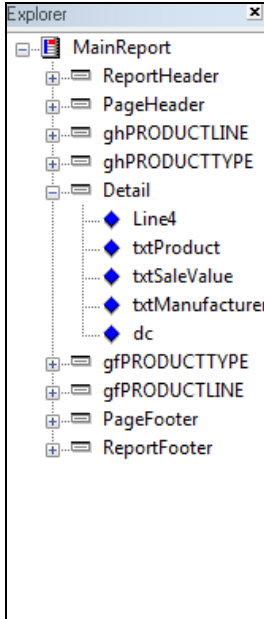 Explorer
MainReport
ReportHeader
PageHeader
ghPRODUCTLINE
ghPRODUCTTYPE
Detail
Line4
txtProduct
txtSaleValue
txtManufacturer
dc
gfPRODUCTTYPE
gfPRODUCTLINE
PageFooter
ReportFooter